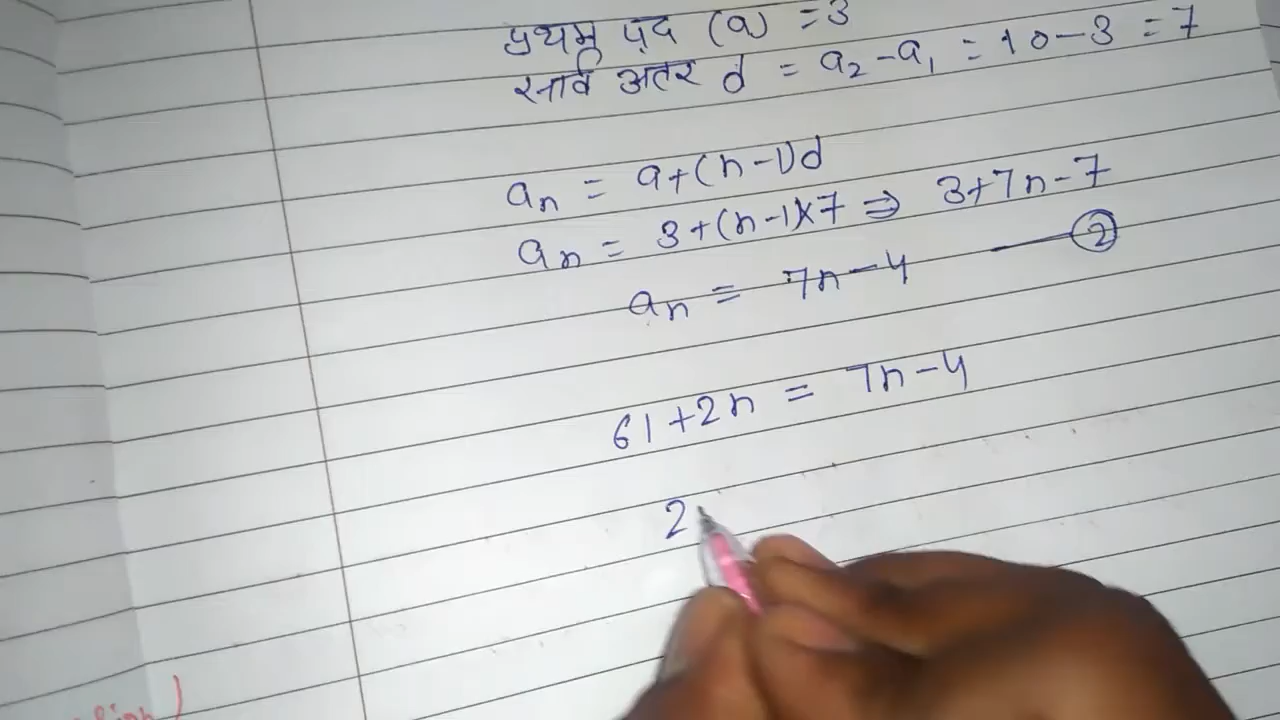 प्रथम पद (a) = 3
सार्व अतर d = a₂ - a₁ = 10 - 3 = 7
aₙ = a+(n-1)d
aₙ = 3+(n-1)×7 ⇒ 3+7n-7
aₙ = 7n-4 — ②
61+2n = 7n-4
2